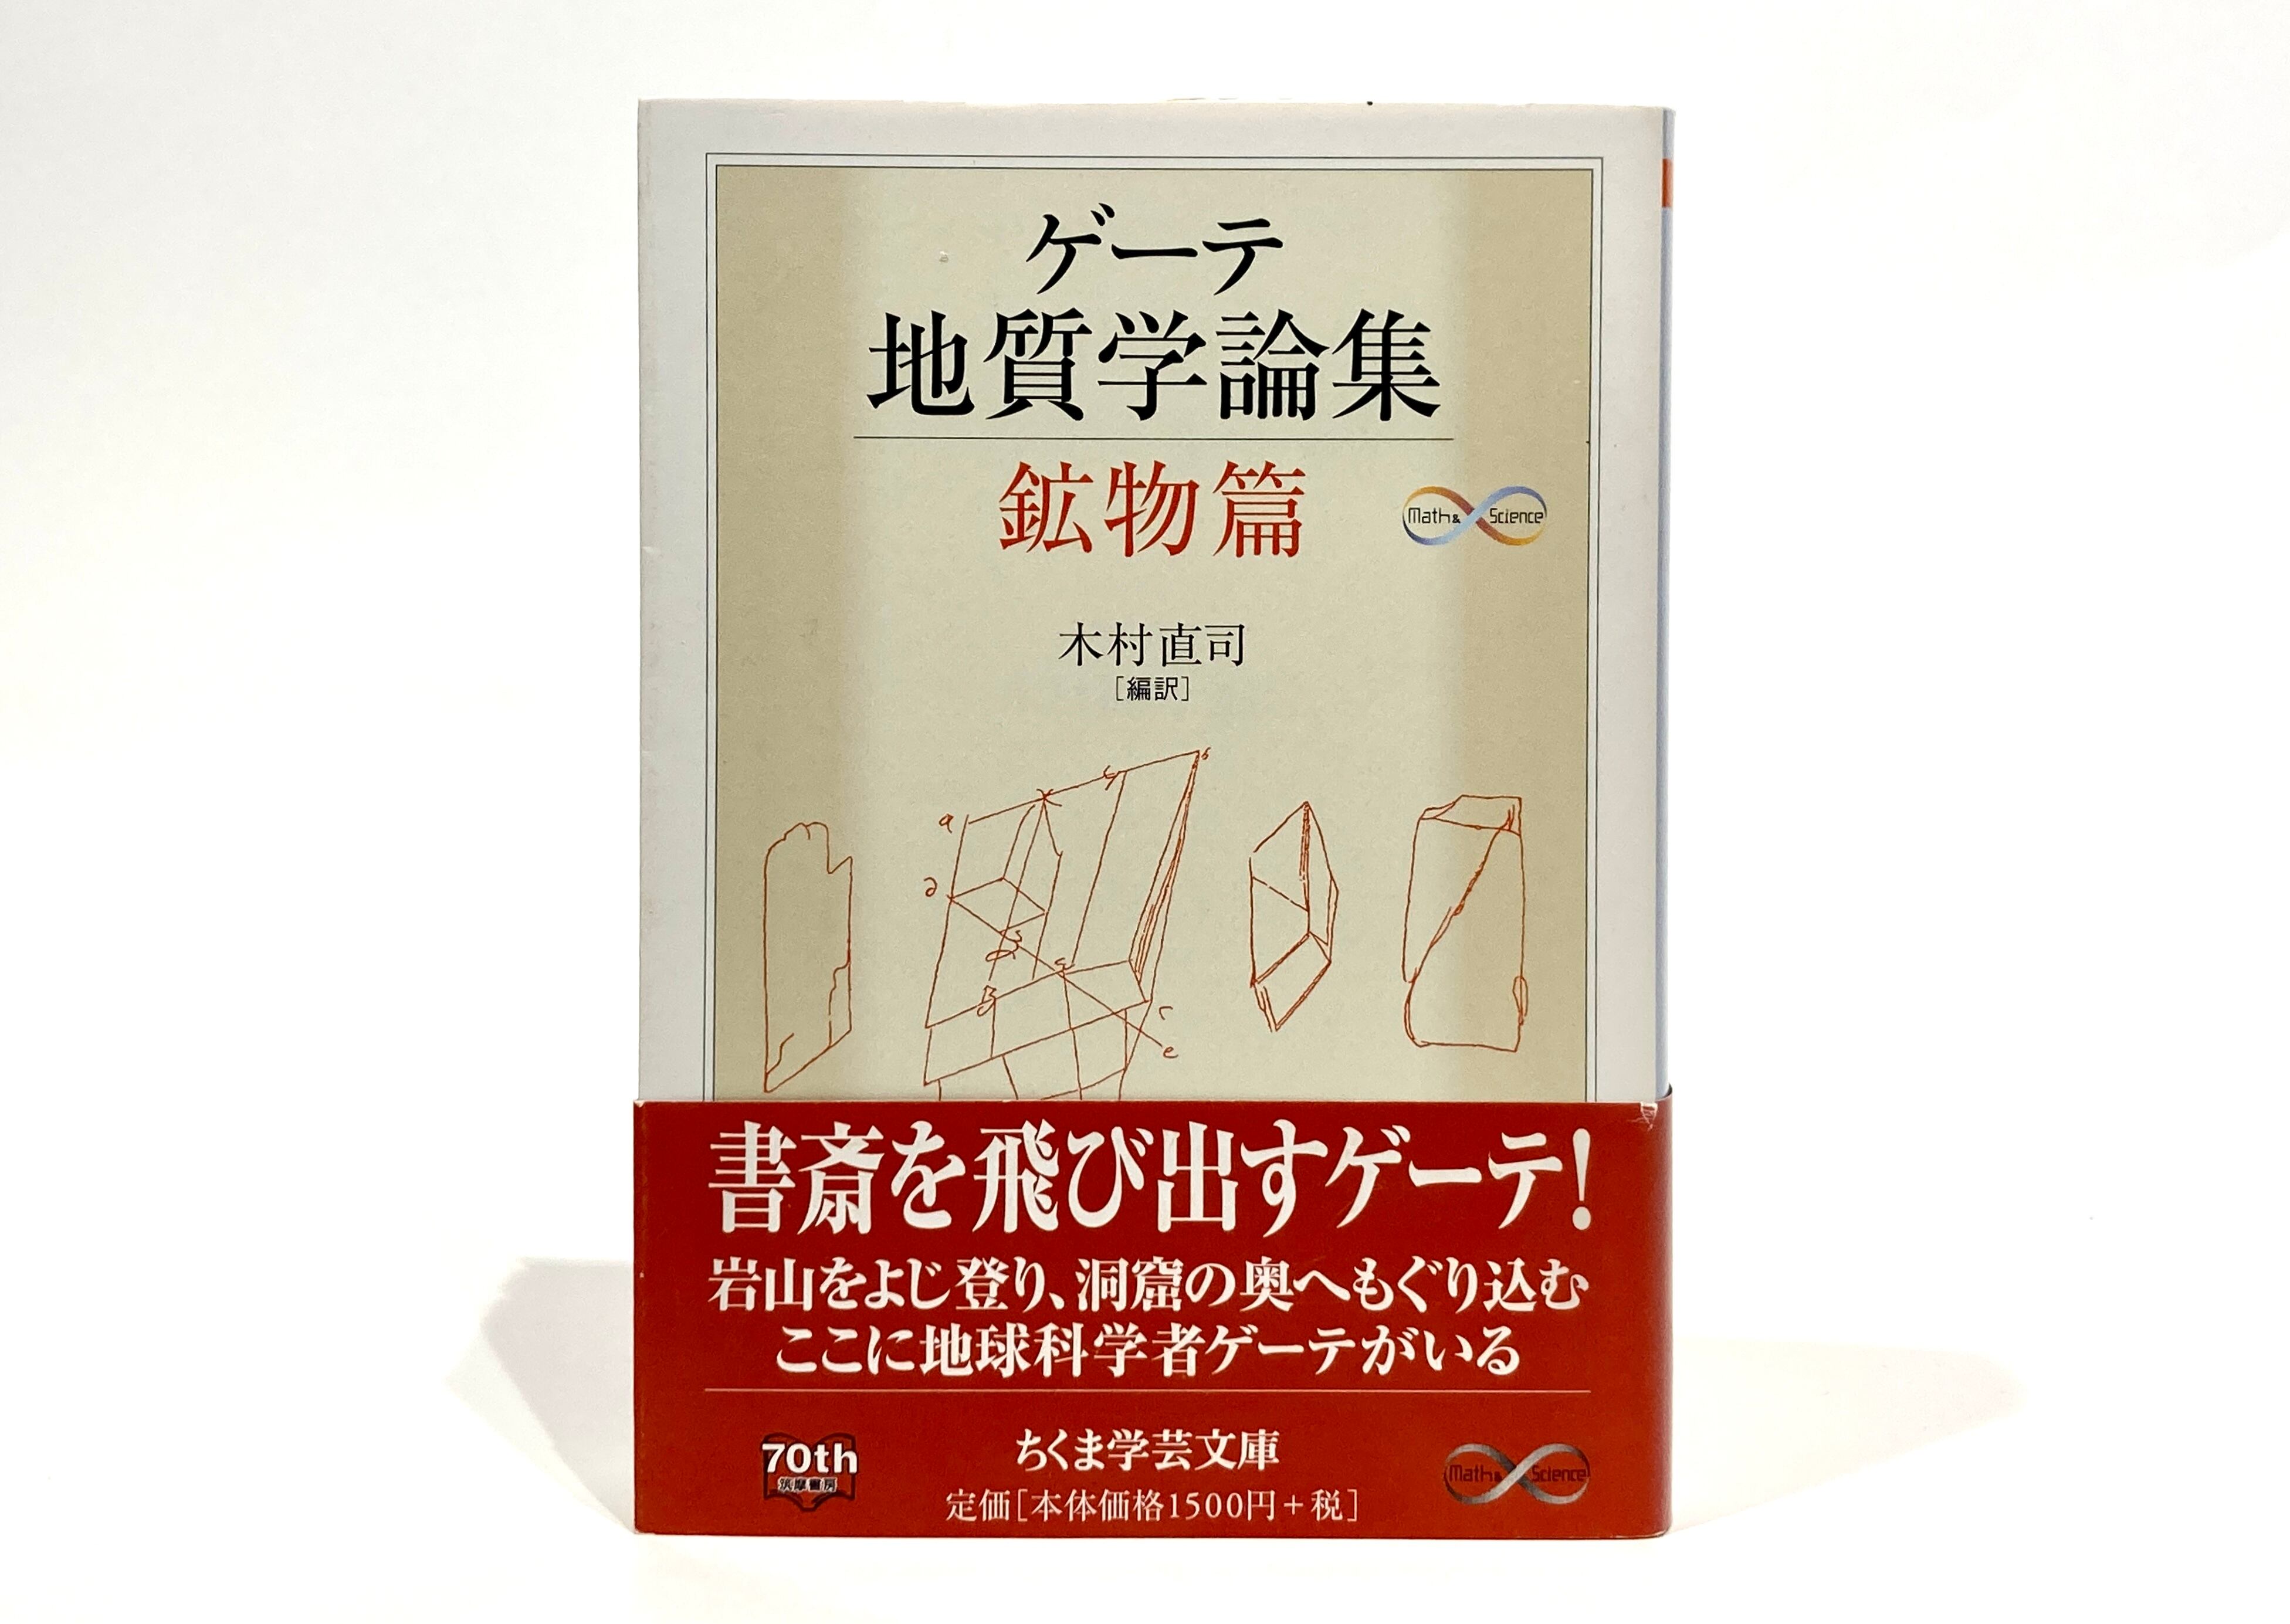 ゲーテ
地質学論集
鉱物篇
Math & Science
木村直司
［編訳］
書斎を飛び出すゲーテ！
岩山をよじ登り、洞窟の奥へもぐり込む
ここに地球科学者ゲーテがいる
70th
筑摩書房
ちくま学芸文庫
定価［本体価格1500円＋税］
Math & Science